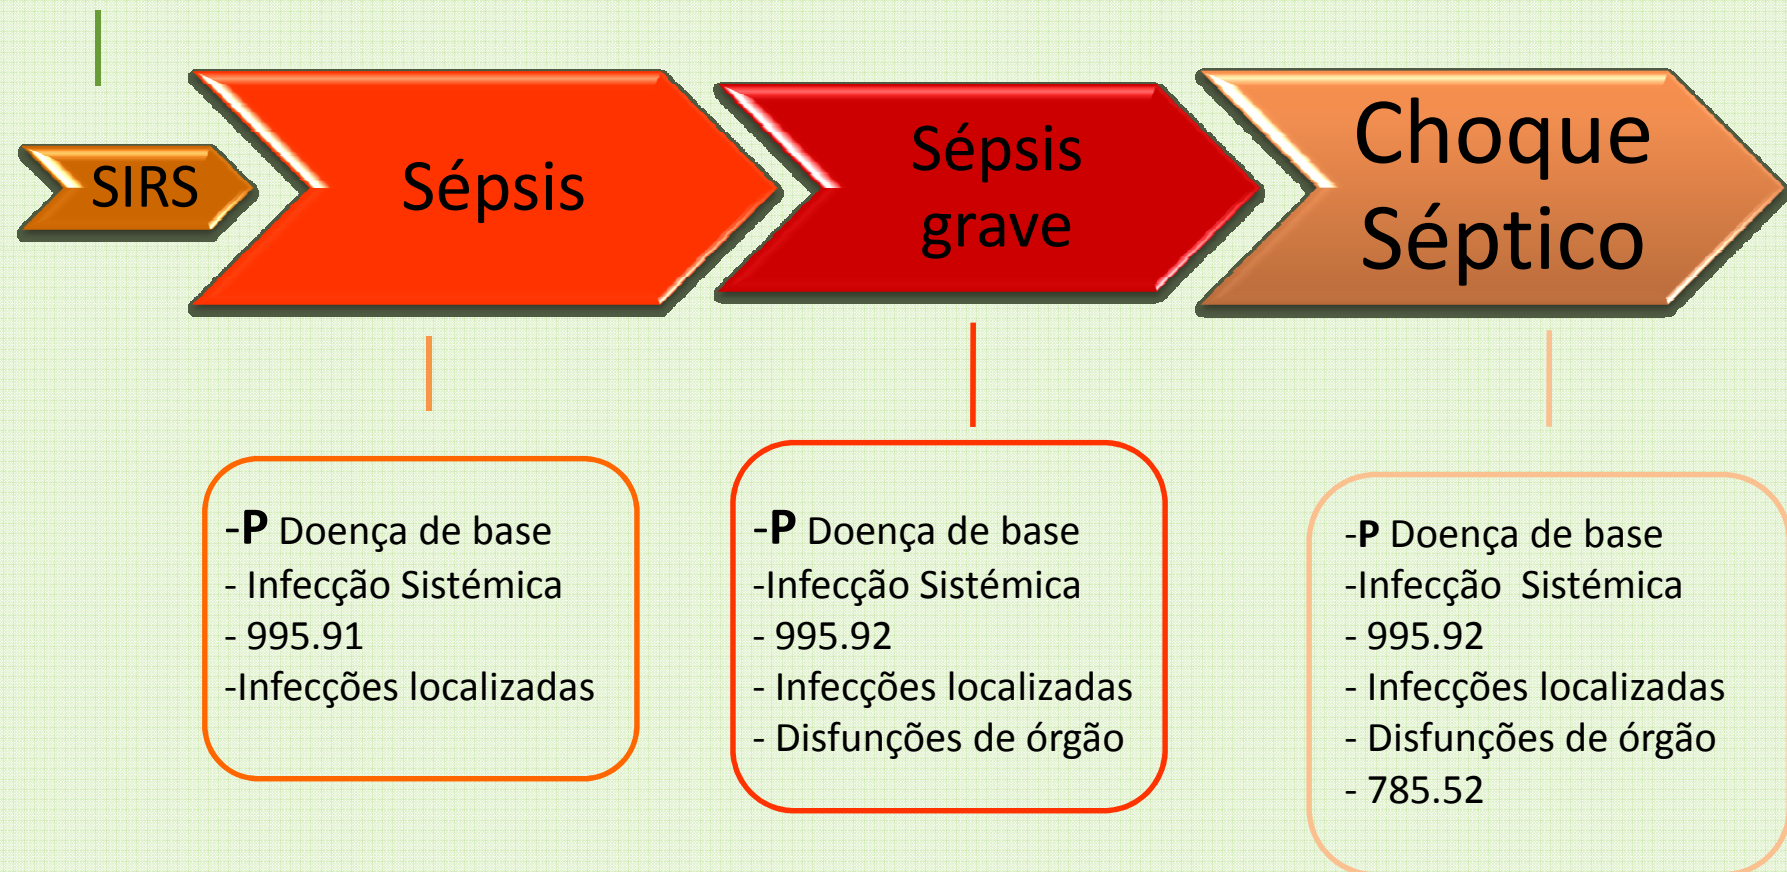 SIRS
Sépsis
Sépsis
grave
Choque
Séptico
-P Doença de base
- Infecção Sistémica
- 995.91
-Infecções localizadas
-P Doença de base
-Infecção Sistémica
- 995.92
- Infecções localizadas
- Disfunções de órgão
-P Doença de base
-Infecção  Sistémica
- 995.92
- Infecções localizadas
- Disfunções de órgão
- 785.52